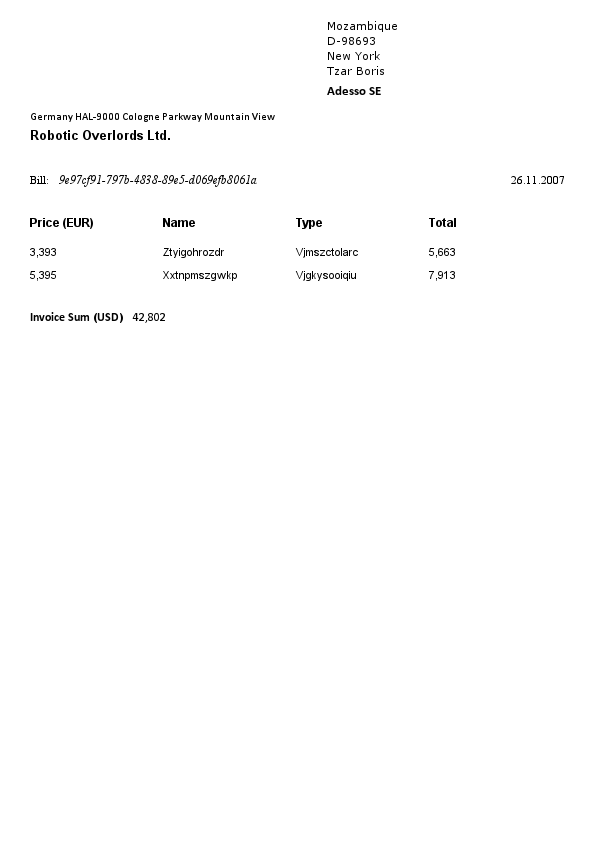 Mozambique
D-98693
New York
Tzar Boris
Adesso SE
Germany HAL-9000 Cologne Parkway Mountain View
Robotic Overlords Ltd.
Bill: 9e97cf91-797b-4838-89e5-d069efb8061a 26.11.2007
Price (EUR) Name Type Total
3,393 Ztyigohrozdr Vjmszctolarc 5,663
5,395 Xxtnpmszgwkp Vjgkysooiqiu 7,913
Invoice Sum (USD) 42,802